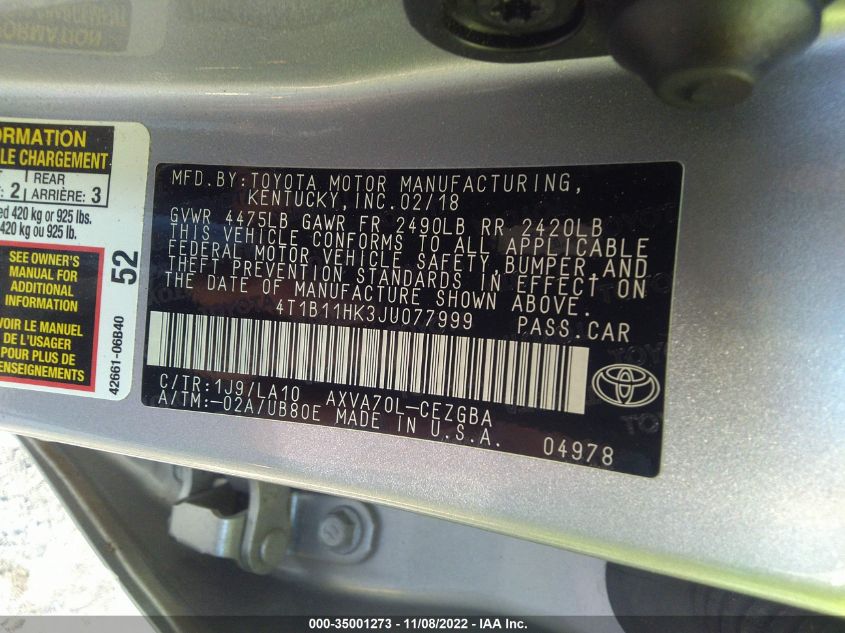 ORMATION
LE CHARGEMENT
2 REAR
ARRIÈRE: 3
ed 420 kg or 925 lbs.
420 kg ou 925 lb.
SEE OWNER'S
MANUAL FOR
ADDITIONAL
INFORMATION
VOIR LE MANUEL
DE L'USAGER
POUR PLUS DE
RENSEIGNEMENTS
52
42661-06B40
MFD.BY:TOYOTA MOTOR MANUFACTURING,
KENTUCKY,INC.02/18
GVWR 4475LB GAWR FR 2490LB RR 2420LB
THIS VEHICLE CONFORMS TO ALL APPLICABLE
FEDERAL MOTOR VEHICLE SAFETY,BUMPER,AND
THEFT PREVENTION STANDARDS IN EFFECT ON
THE DATE OF MANUFACTURE SHOWN ABOVE.
4T1B11HK3JU077999 PASS.CAR
C/TR:1J9/LA10 AXVA70L-CEZGBA
A/TM:-02A/UB80E MADE IN U.S.A.
04978
000-35001273 - 11/08/2022 - IAA Inc.